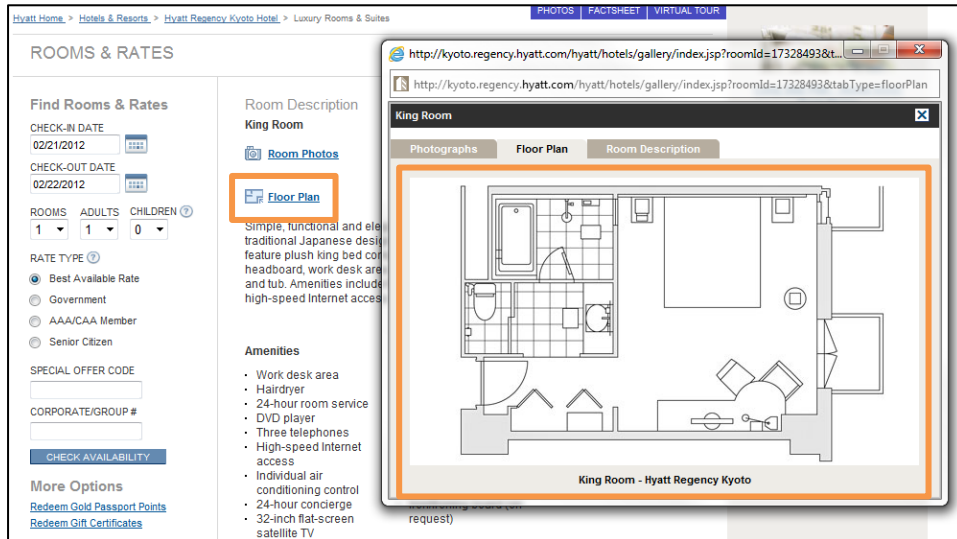 Hyatt Home > Hotels & Resorts > Hyatt Regency Kyoto Hotel > Luxury Rooms & Suites
PHOTOS FACTSHEET VIRTUAL TOUR
ROOMS & RATES
Find Rooms & Rates
CHECK-IN DATE
02/21/2012
CHECK-OUT DATE
02/22/2012
ROOMS ADULTS CHILDREN ?
1 1 0
RATE TYPE ?
Best Available Rate
Government
AAA/CAA Member
Senior Citizen
SPECIAL OFFER CODE
CORPORATE/GROUP #
CHECK AVAILABILITY
More Options
Redeem Gold Passport Points
Redeem Gift Certificates
Room Description
King Room
Room Photos
Floor Plan
Simple, functional and ele
traditional Japanese desig
feature plush king bed con
headboard, work desk are
and tub. Amenities include
high-speed Internet acces
Amenities
· Work desk area
· Hairdryer
· 24-hour room service
· DVD player
· Three telephones
· High-speed Internet
access
· Individual air
conditioning control
· 24-hour concierge
· 32-inch flat-screen
satellite TV
request)
http://kyoto.regency.hyatt.com/hyatt/hotels/gallery/index.jsp?roomId=17328493&t...
http://kyoto.regency.hyatt.com/hyatt/hotels/gallery/index.jsp?roomId=17328493&tabType=floorPlan
King Room
Photographs Floor Plan Room Description
King Room - Hyatt Regency Kyoto